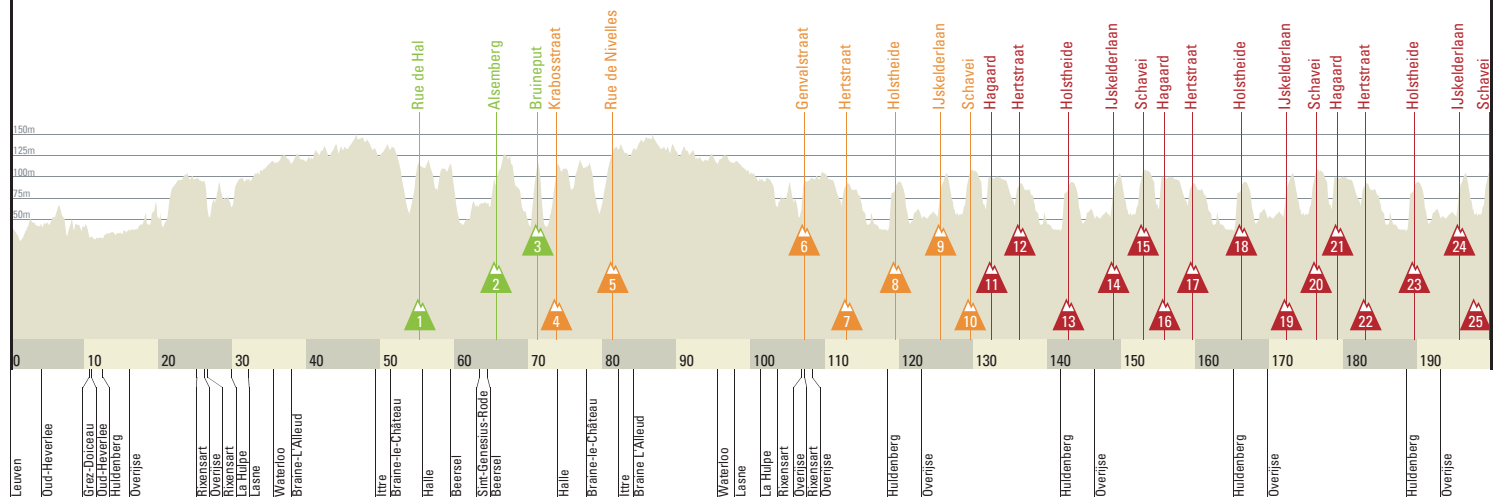 Rue de Hal
Alsemberg
Bruineput
Krabosstraat
Rue de Nivelles
Genvalstraat
Hertstraat
Holstheide
IJskelderlaan
Schavei
Hagaard
Hertstraat
Holstheide
IJskelderlaan
Schavei
Hagaard
Hertstraat
Holstheide
IJskelderlaan
Schavei
Hagaard
Hertstraat
Holstheide
IJskelderlaan
Schavei
150m
125m
100m
75m
50m
1
2
3
4
5
6
7
8
9
10
11
12
13
14
15
16
17
18
19
20
21
22
23
24
25
0 10 20 30 40 50 60 70 80 90 100 110 120 130 140 150 160 170 180 190
Leuven
Oud-Heverlee
Grez-Doiceau
Oud-Heverlee
Huldenberg
Overijse
Rixensart
Overijse
Rixensart
La Hulpe
Lasne
Waterloo
Braine-L'Alleud
Ittre
Braine-le-Château
Halle
Beersel
Sint-Genesius-Rode
Beersel
Halle
Braine-le-Château
Ittre
Braine L'Alleud
Waterloo
Lasne
La Hulpe
Rixensart
Overijse
Rixensart
Overijse
Huldenberg
Overijse
Huldenberg
Overijse
Huldenberg
Overijse
Huldenberg
Overijse